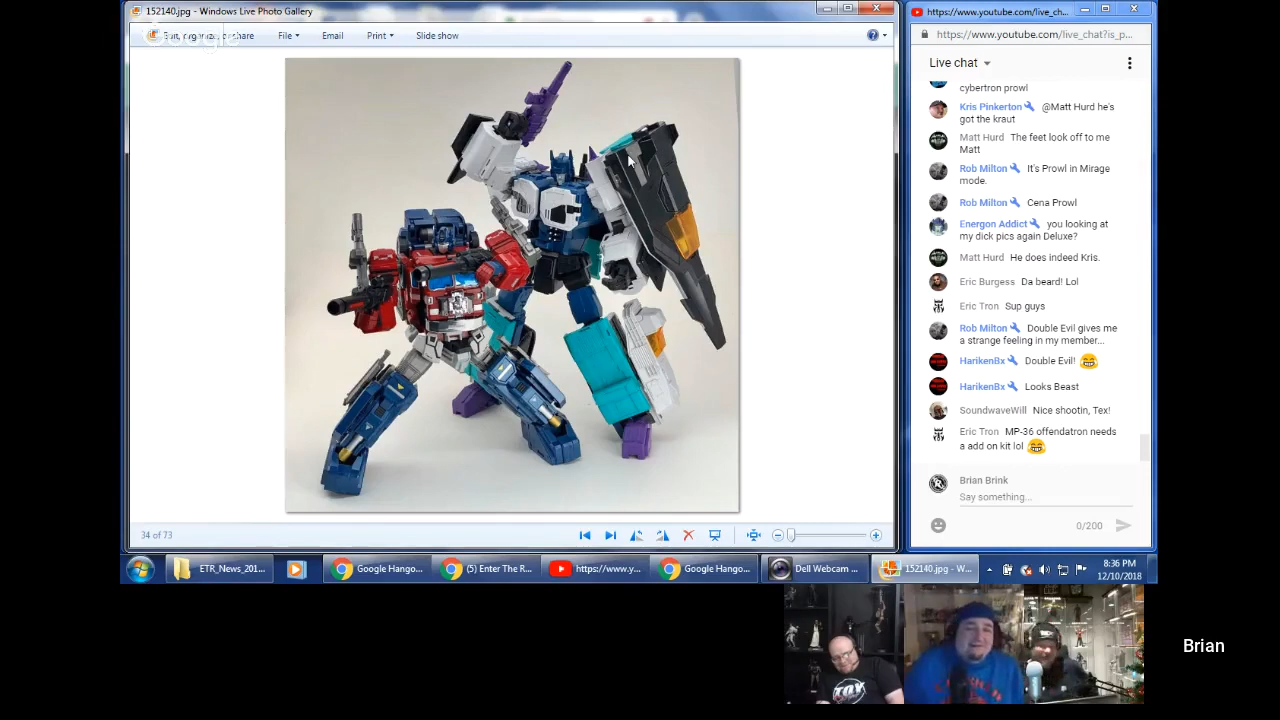 152140.jpg - Windows Live Photo Gallery
Google
File
Email
Print
Slide show
34 of 73
https://www.youtube.com/live_ch...
https://www.youtube.com/live_chat?is_p...
Live chat
cybertron prowl
Kris Pinkerton @Matt Hurd he's
got the kraut
Matt Hurd The feet look off to me
Matt
Rob Milton It's Prowl in Mirage
mode.
Rob Milton Cena Prowl
Energon Addict you looking at
my dick pics again Deluxe?
Matt Hurd He does indeed Kris.
Eric Burgess Da beard! Lol
Eric Tron Sup guys
Rob Milton Double Evil gives me
a strange feeling in my member...
HarikenBx Double Evil! 😁
HarikenBx Looks Beast
SoundwaveWill Nice shootin, Tex!
Eric Tron MP-36 offendatron needs
a add on kit lol 😁
Brian Brink
Say something...
0/200
ETR_News_201...
Google Hango...
(5) Enter The R...
https://www.y...
Google Hango...
Dell Webcam ...
152140.jpg - W...
8:36 PM
12/10/2018
Brian